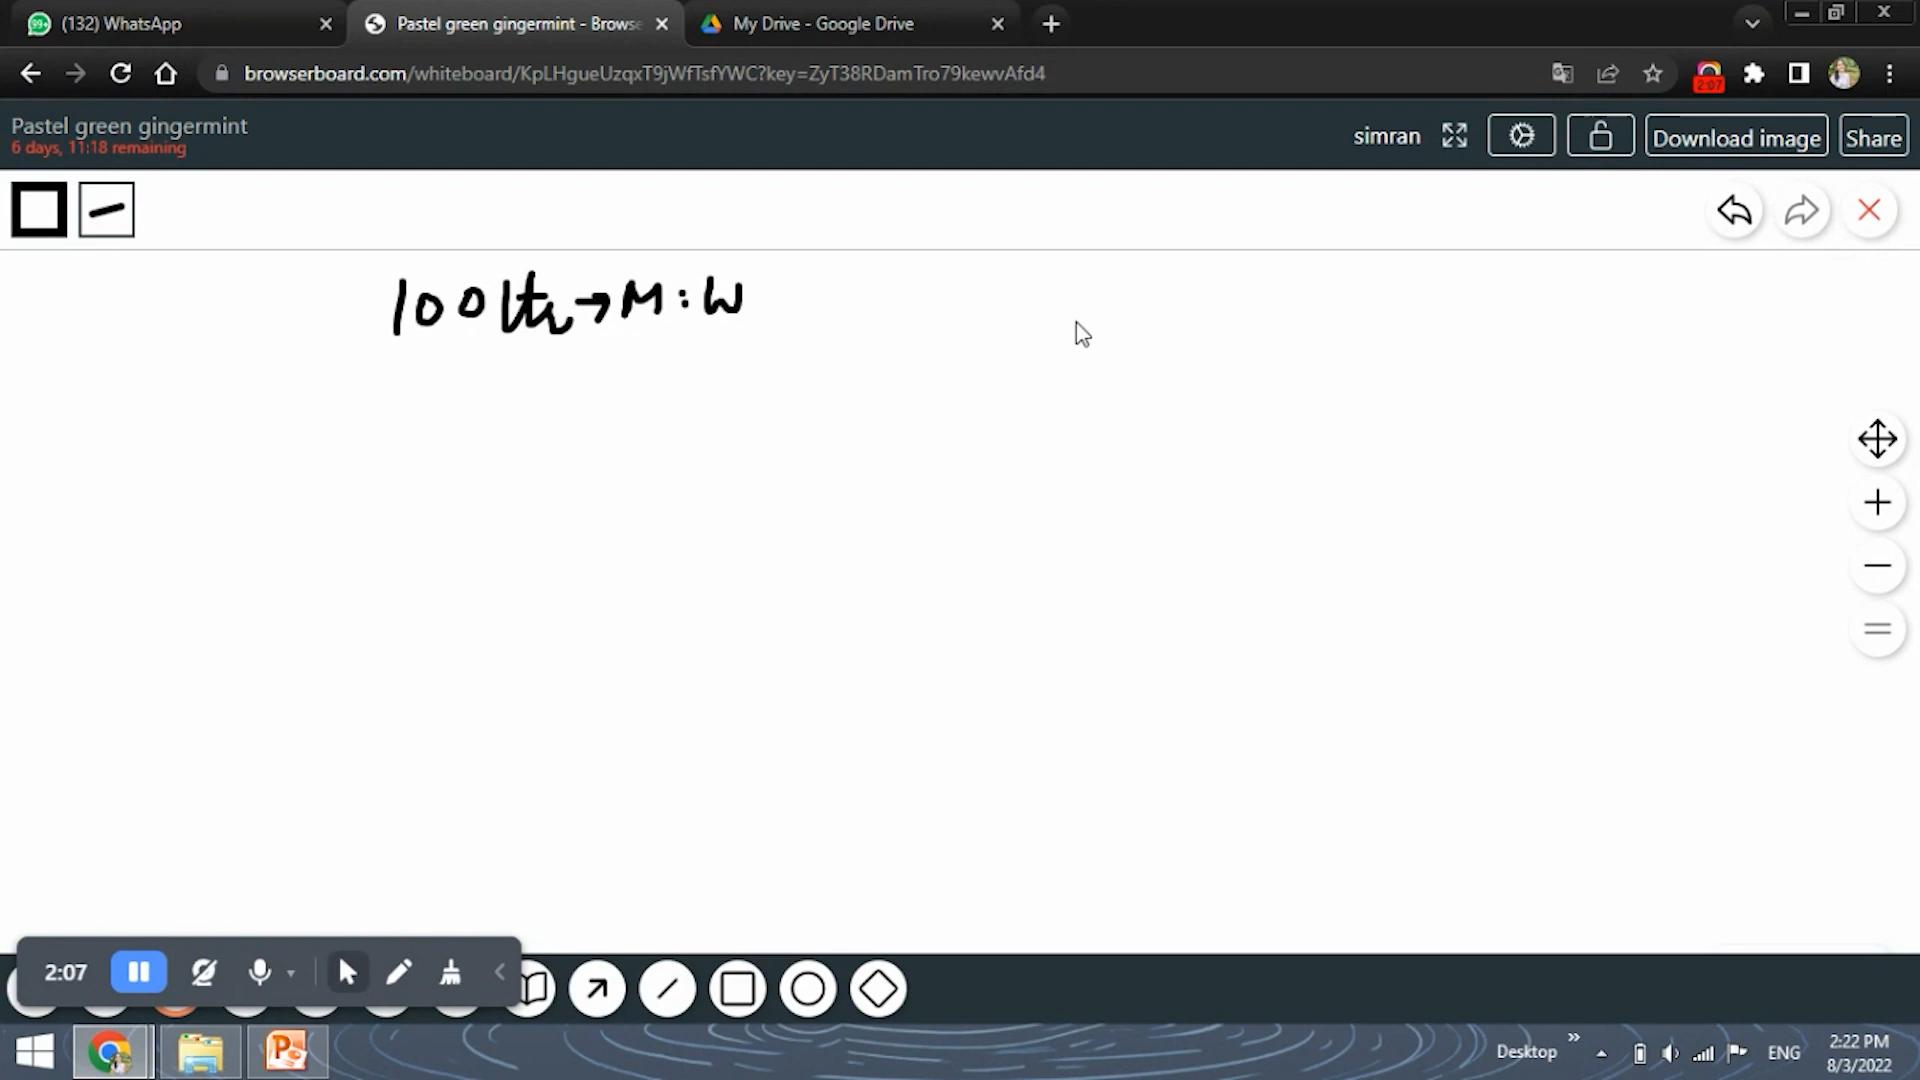 (132) WhatsApp
Pastel green gingermint - Browse
My Drive - Google Drive
browserboard.com/whiteboard/KpLHgueUzqxT9jWfTsfYWC?key=ZyT38RDamTro79kewvAfd4
2:07
Pastel green gingermint
6 days, 11:18 remaining
simran
Download image
Share
100 ltr → M : W
2:07
Desktop
ENG
2:22 PM
8/3/2022